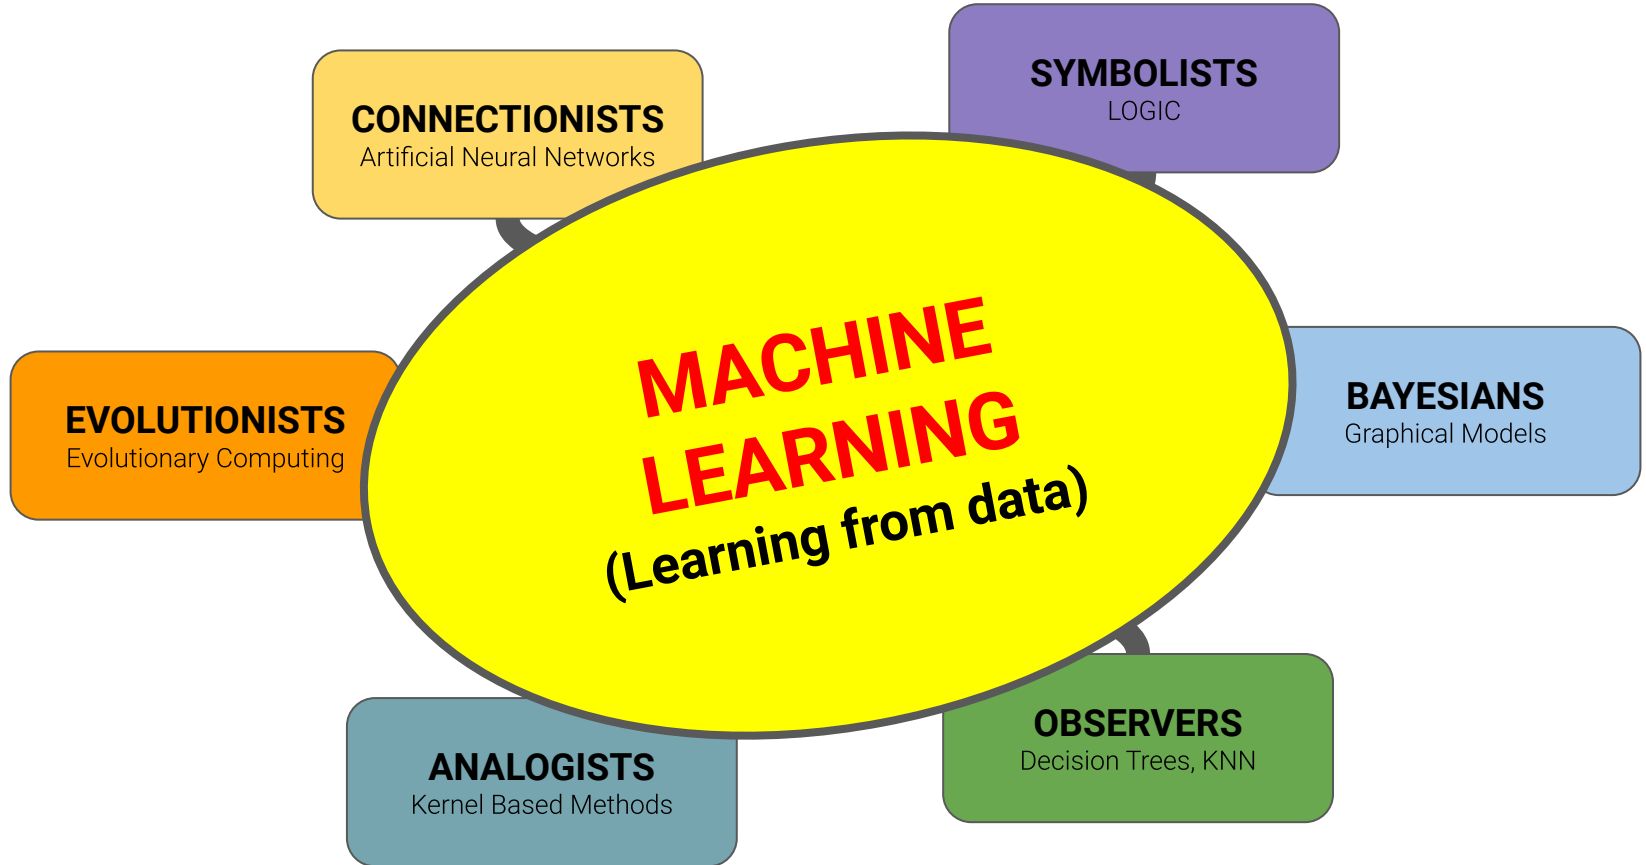 CONNECTIONISTS
Artificial Neural Networks
SYMBOLISTS
LOGIC
EVOLUTIONISTS
Evolutionary Computing
MACHINE
LEARNING
(Learning from data)
BAYESIANS
Graphical Models
ANALOGISTS
Kernel Based Methods
OBSERVERS
Decision Trees, KNN